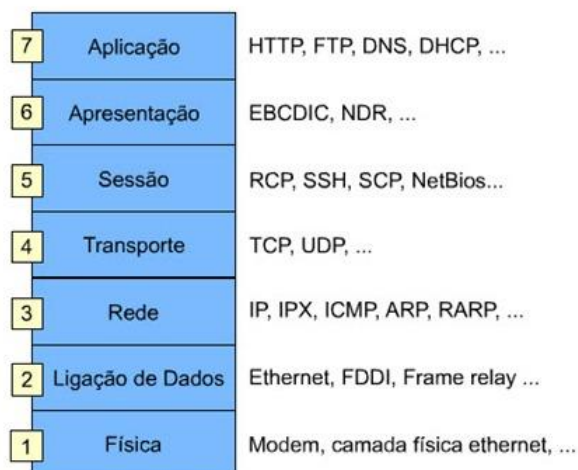 7 Aplicação HTTP, FTP, DNS, DHCP, ...
6 Apresentação EBCDIC, NDR, ...
5 Sessão RCP, SSH, SCP, NetBios...
4 Transporte TCP, UDP, ...
3 Rede IP, IPX, ICMP, ARP, RARP, ...
2 Ligação de Dados Ethernet, FDDI, Frame relay ...
1 Física Modem, camada física ethernet, ...